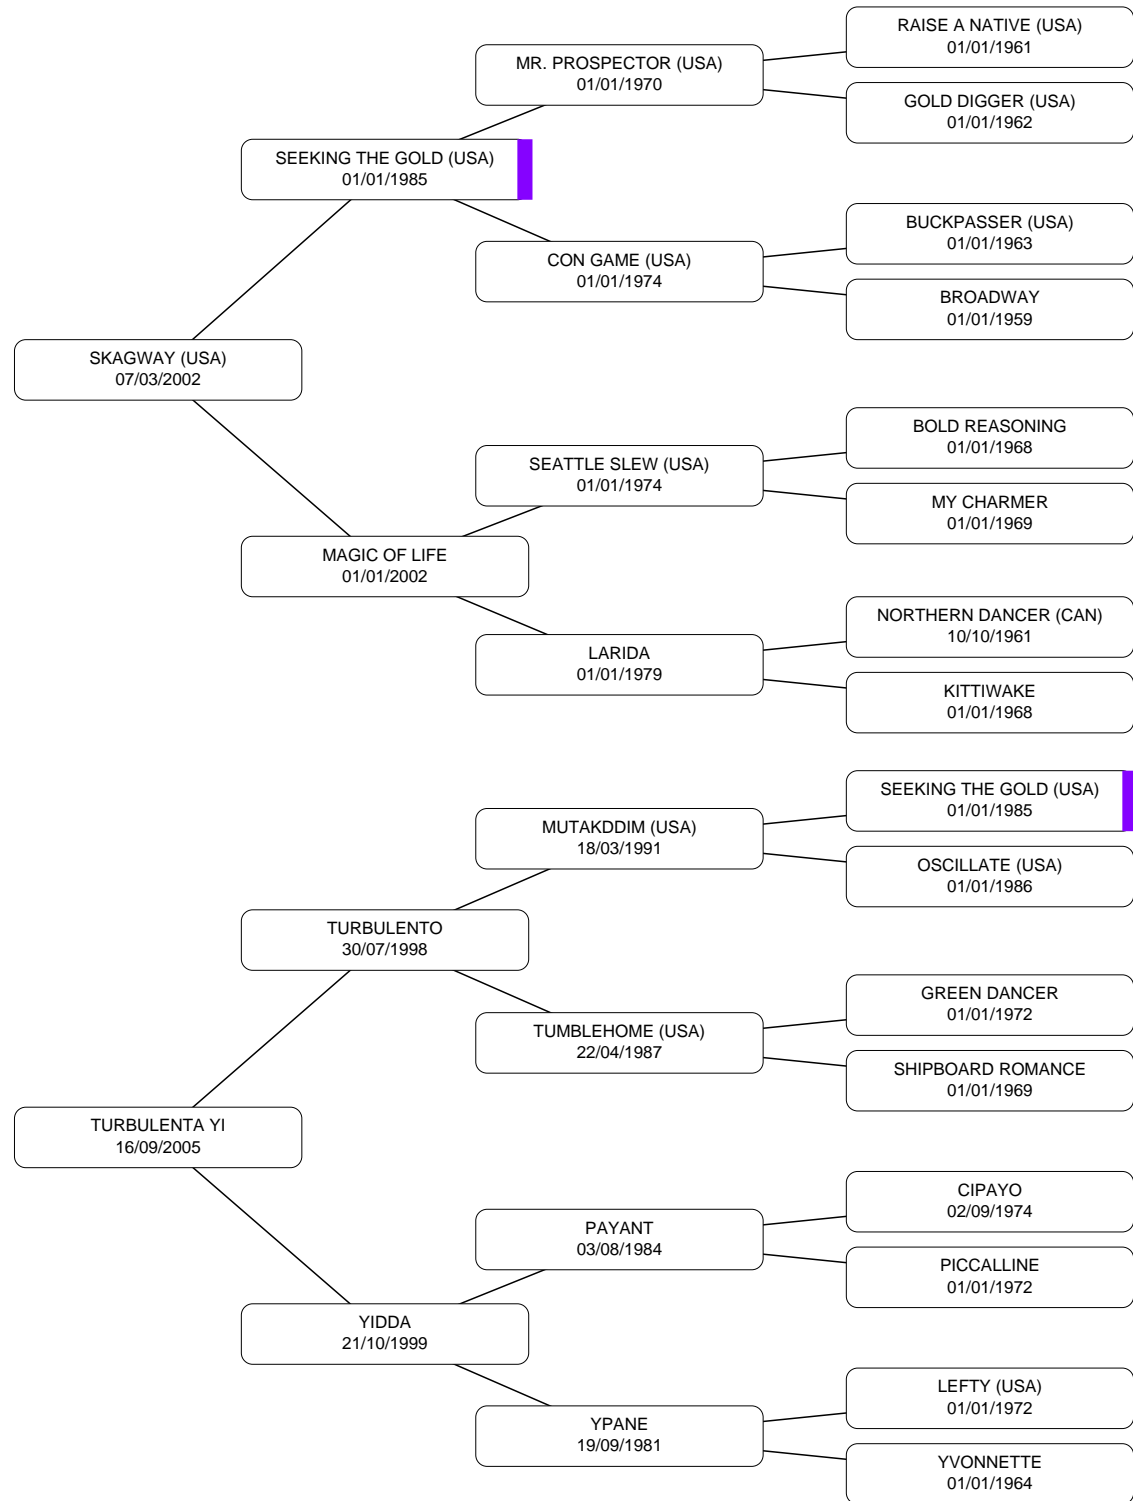 RAISE A NATIVE (USA)
01/01/1961
MR. PROSPECTOR (USA)
01/01/1970
GOLD DIGGER (USA)
01/01/1962
SEEKING THE GOLD (USA)
01/01/1985
BUCKPASSER (USA)
01/01/1963
CON GAME (USA)
01/01/1974
BROADWAY
01/01/1959
SKAGWAY (USA)
07/03/2002
BOLD REASONING
01/01/1968
SEATTLE SLEW (USA)
01/01/1974
MY CHARMER
01/01/1969
MAGIC OF LIFE
01/01/2002
NORTHERN DANCER (CAN)
10/10/1961
LARIDA
01/01/1979
KITTIWAKE
01/01/1968
SEEKING THE GOLD (USA)
01/01/1985
MUTAKDDIM (USA)
18/03/1991
OSCILLATE (USA)
01/01/1986
TURBULENTO
30/07/1998
GREEN DANCER
01/01/1972
TUMBLEHOME (USA)
22/04/1987
SHIPBOARD ROMANCE
01/01/1969
TURBULENTA YI
16/09/2005
CIPAYO
02/09/1974
PAYANT
03/08/1984
PICCALLINE
01/01/1972
YIDDA
21/10/1999
LEFTY (USA)
01/01/1972
YPANE
19/09/1981
YVONNETTE
01/01/1964